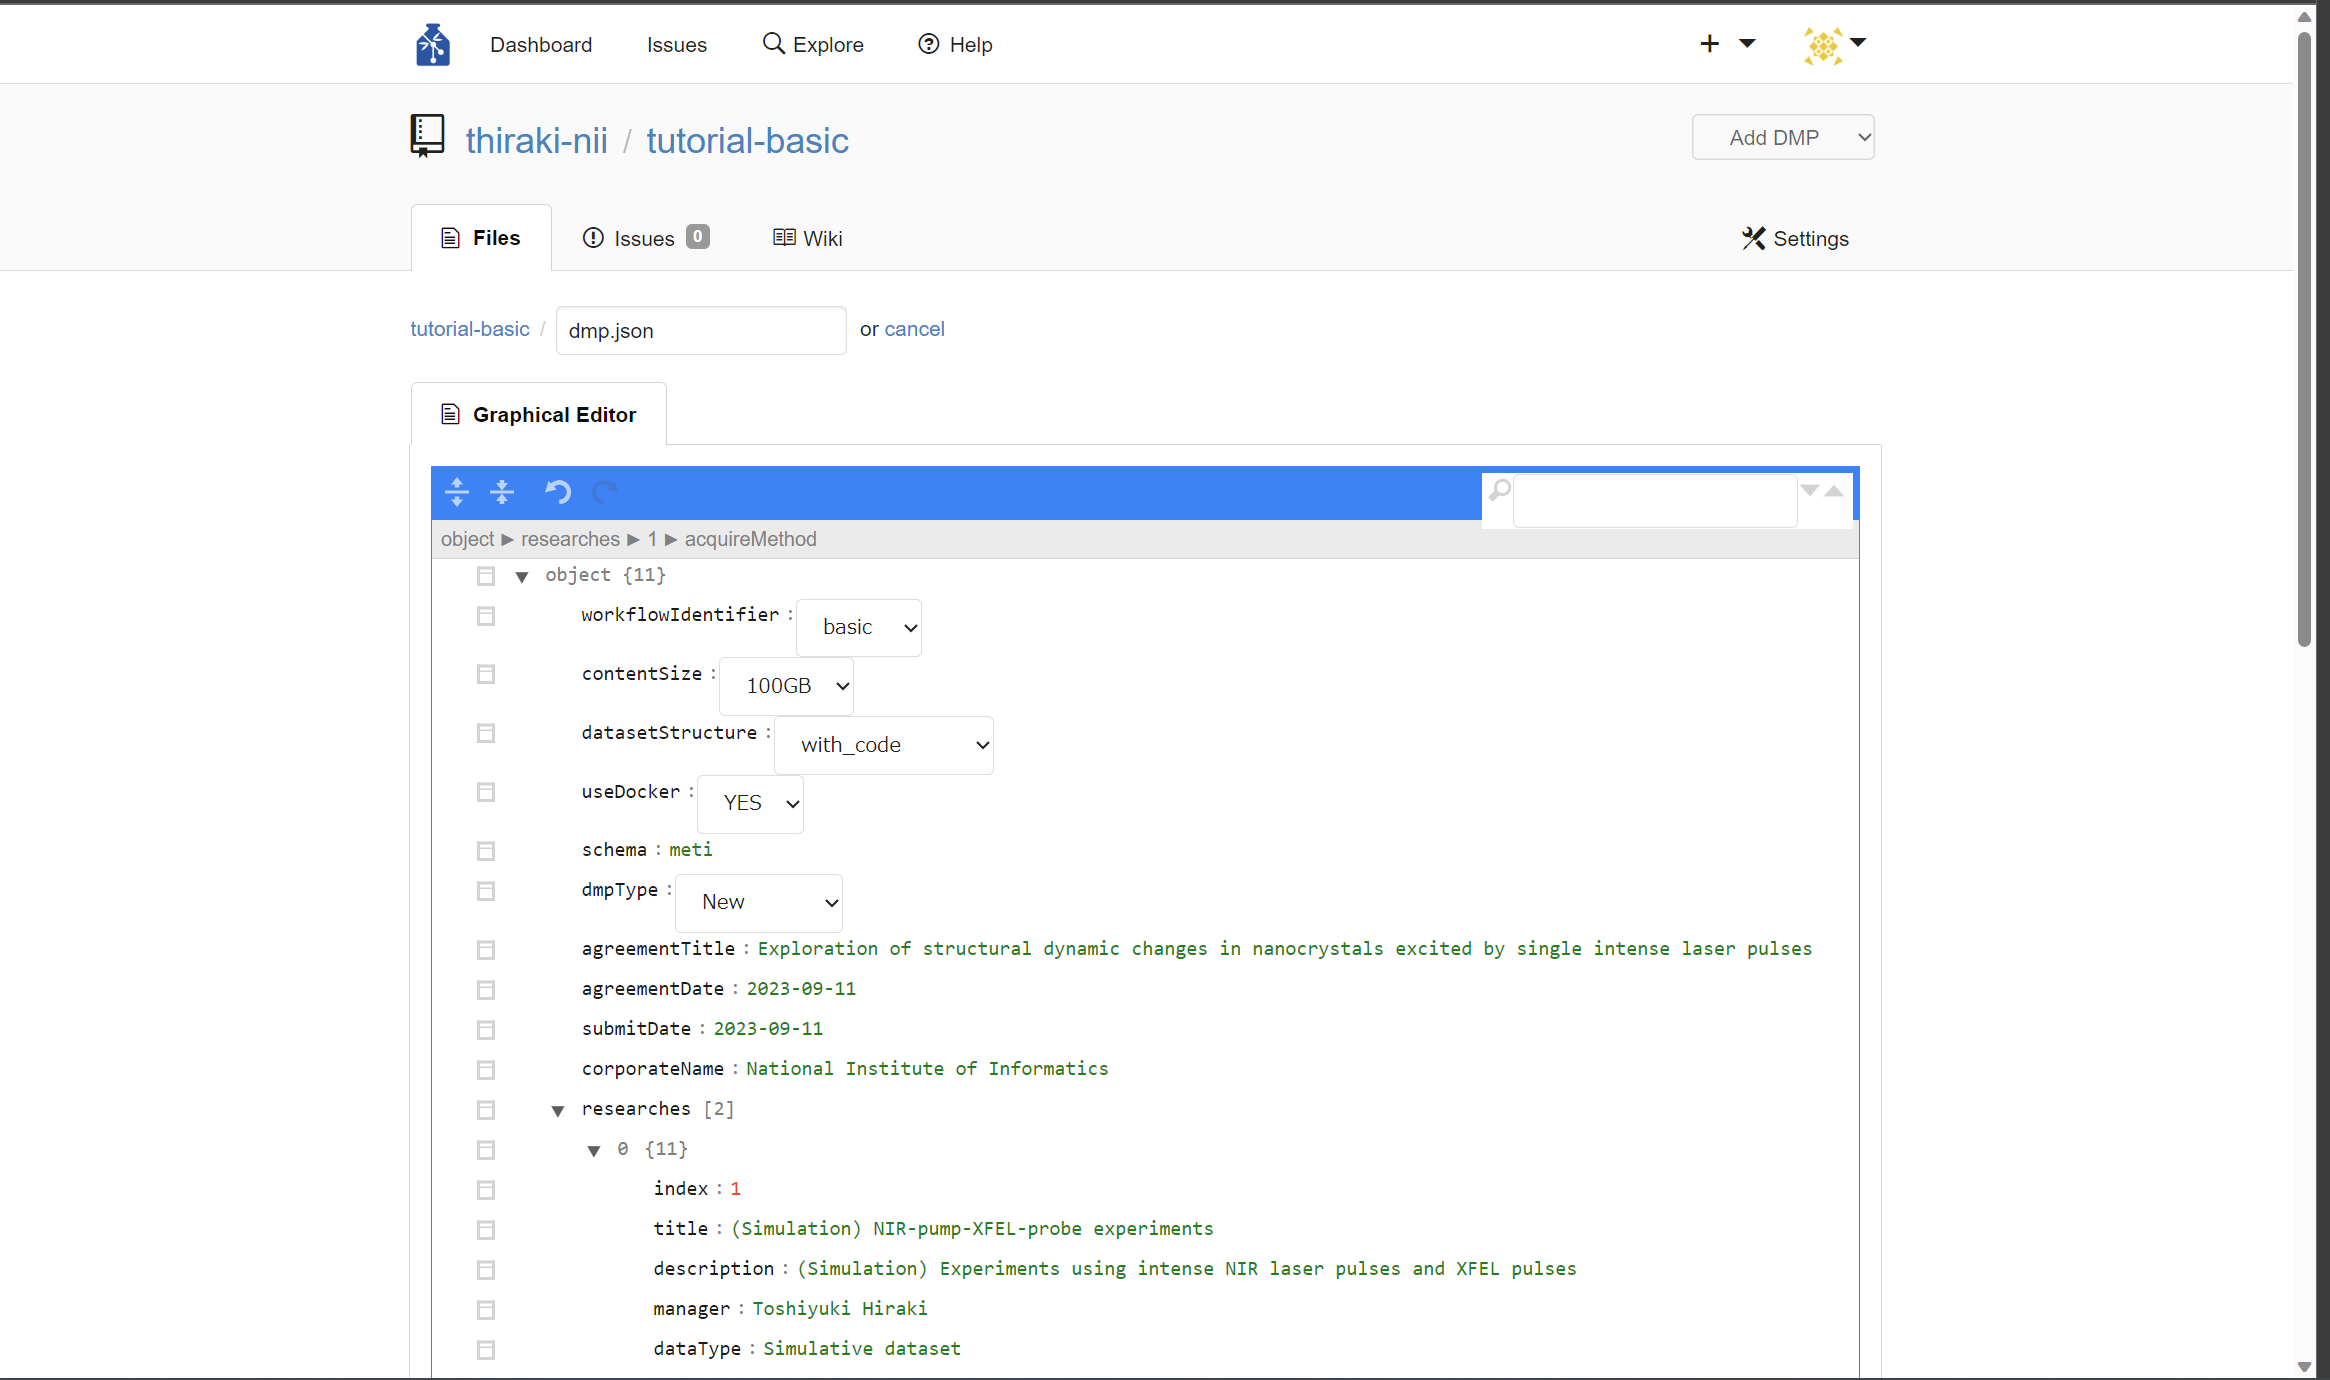 Dashboard Issues Explore Help
thiraki-nii / tutorial-basic Add DMP
Files Issues 0 Wiki Settings
tutorial-basic / dmp.json or cancel
Graphical Editor
object ► researches ► 1 ► acquireMethod
object {11}
workflowIdentifier : basic
contentSize : 100GB
datasetStructure : with_code
useDocker : YES
schema : meti
dmpType : New
agreementTitle : Exploration of structural dynamic changes in nanocrystals excited by single intense laser pulses
agreementDate : 2023-09-11
submitDate : 2023-09-11
corporateName : National Institute of Informatics
researches [2]
0 {11}
index : 1
title : (Simulation) NIR-pump-XFEL-probe experiments
description : (Simulation) Experiments using intense NIR laser pulses and XFEL pulses
manager : Toshiyuki Hiraki
dataType : Simulative dataset